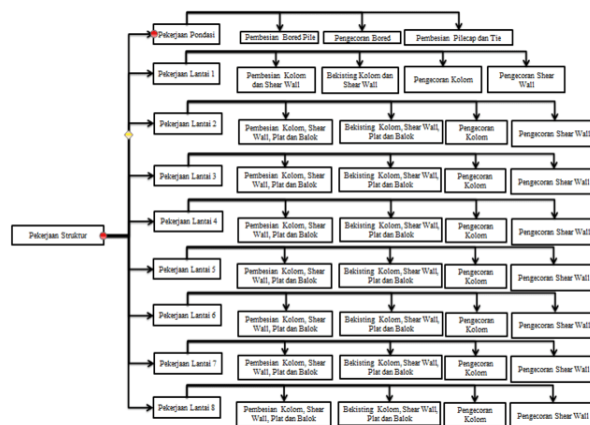 Pekerjaan Pondasi
Pembesian Bored Pile
Pengecoran Bored
Pembesian Pilecap dan Tie
Pekerjaan Lantai 1
Pembesian Kolom
dan Shear Wall
Bekisting Kolom dan
Shear Wall
Pengecoran Kolom
Pengecoran Shear
Wall
Pekerjaan Lantai 2
Pembesian Kolom, Shear
Wall, Plat dan Balok
Bekisting Kolom, Shear Wall,
Plat dan Balok
Pengecoran
Kolom
Pengecoran Shear Wall
Pekerjaan Lantai 3
Pembesian Kolom, Shear
Wall, Plat dan Balok
Bekisting Kolom, Shear Wall,
Plat dan Balok
Pengecoran
Kolom
Pengecoran Shear Wall
Pekerjaan Lantai 4
Pembesian Kolom, Shear
Wall, Plat dan Balok
Bekisting Kolom, Shear Wall,
Plat dan Balok
Pengecoran
Kolom
Pengecoran Shear Wall
Pekerjaan Struktur
Pekerjaan Lantai 5
Pembesian Kolom, Shear
Wall, Plat dan Balok
Bekisting Kolom, Shear Wall,
Plat dan Balok
Pengecoran
Kolom
Pengecoran Shear Wall
Pekerjaan Lantai 6
Pembesian Kolom, Shear
Wall, Plat dan Balok
Bekisting Kolom, Shear Wall,
Plat dan Balok
Pengecoran
Kolom
Pengecoran Shear Wall
Pekerjaan Lantai 7
Pembesian Kolom, Shear
Wall, Plat dan Balok
Bekisting Kolom, Shear Wall,
Plat dan Balok
Pengecoran
Kolom
Pengecoran Shear Wall
Pekerjaan Lantai 8
Pembesian Kolom, Shear
Wall, Plat dan Balok
Bekisting Kolom, Shear Wall,
Plat dan Balok
Pengecoran
Kolom
Pengecoran Shear Wall